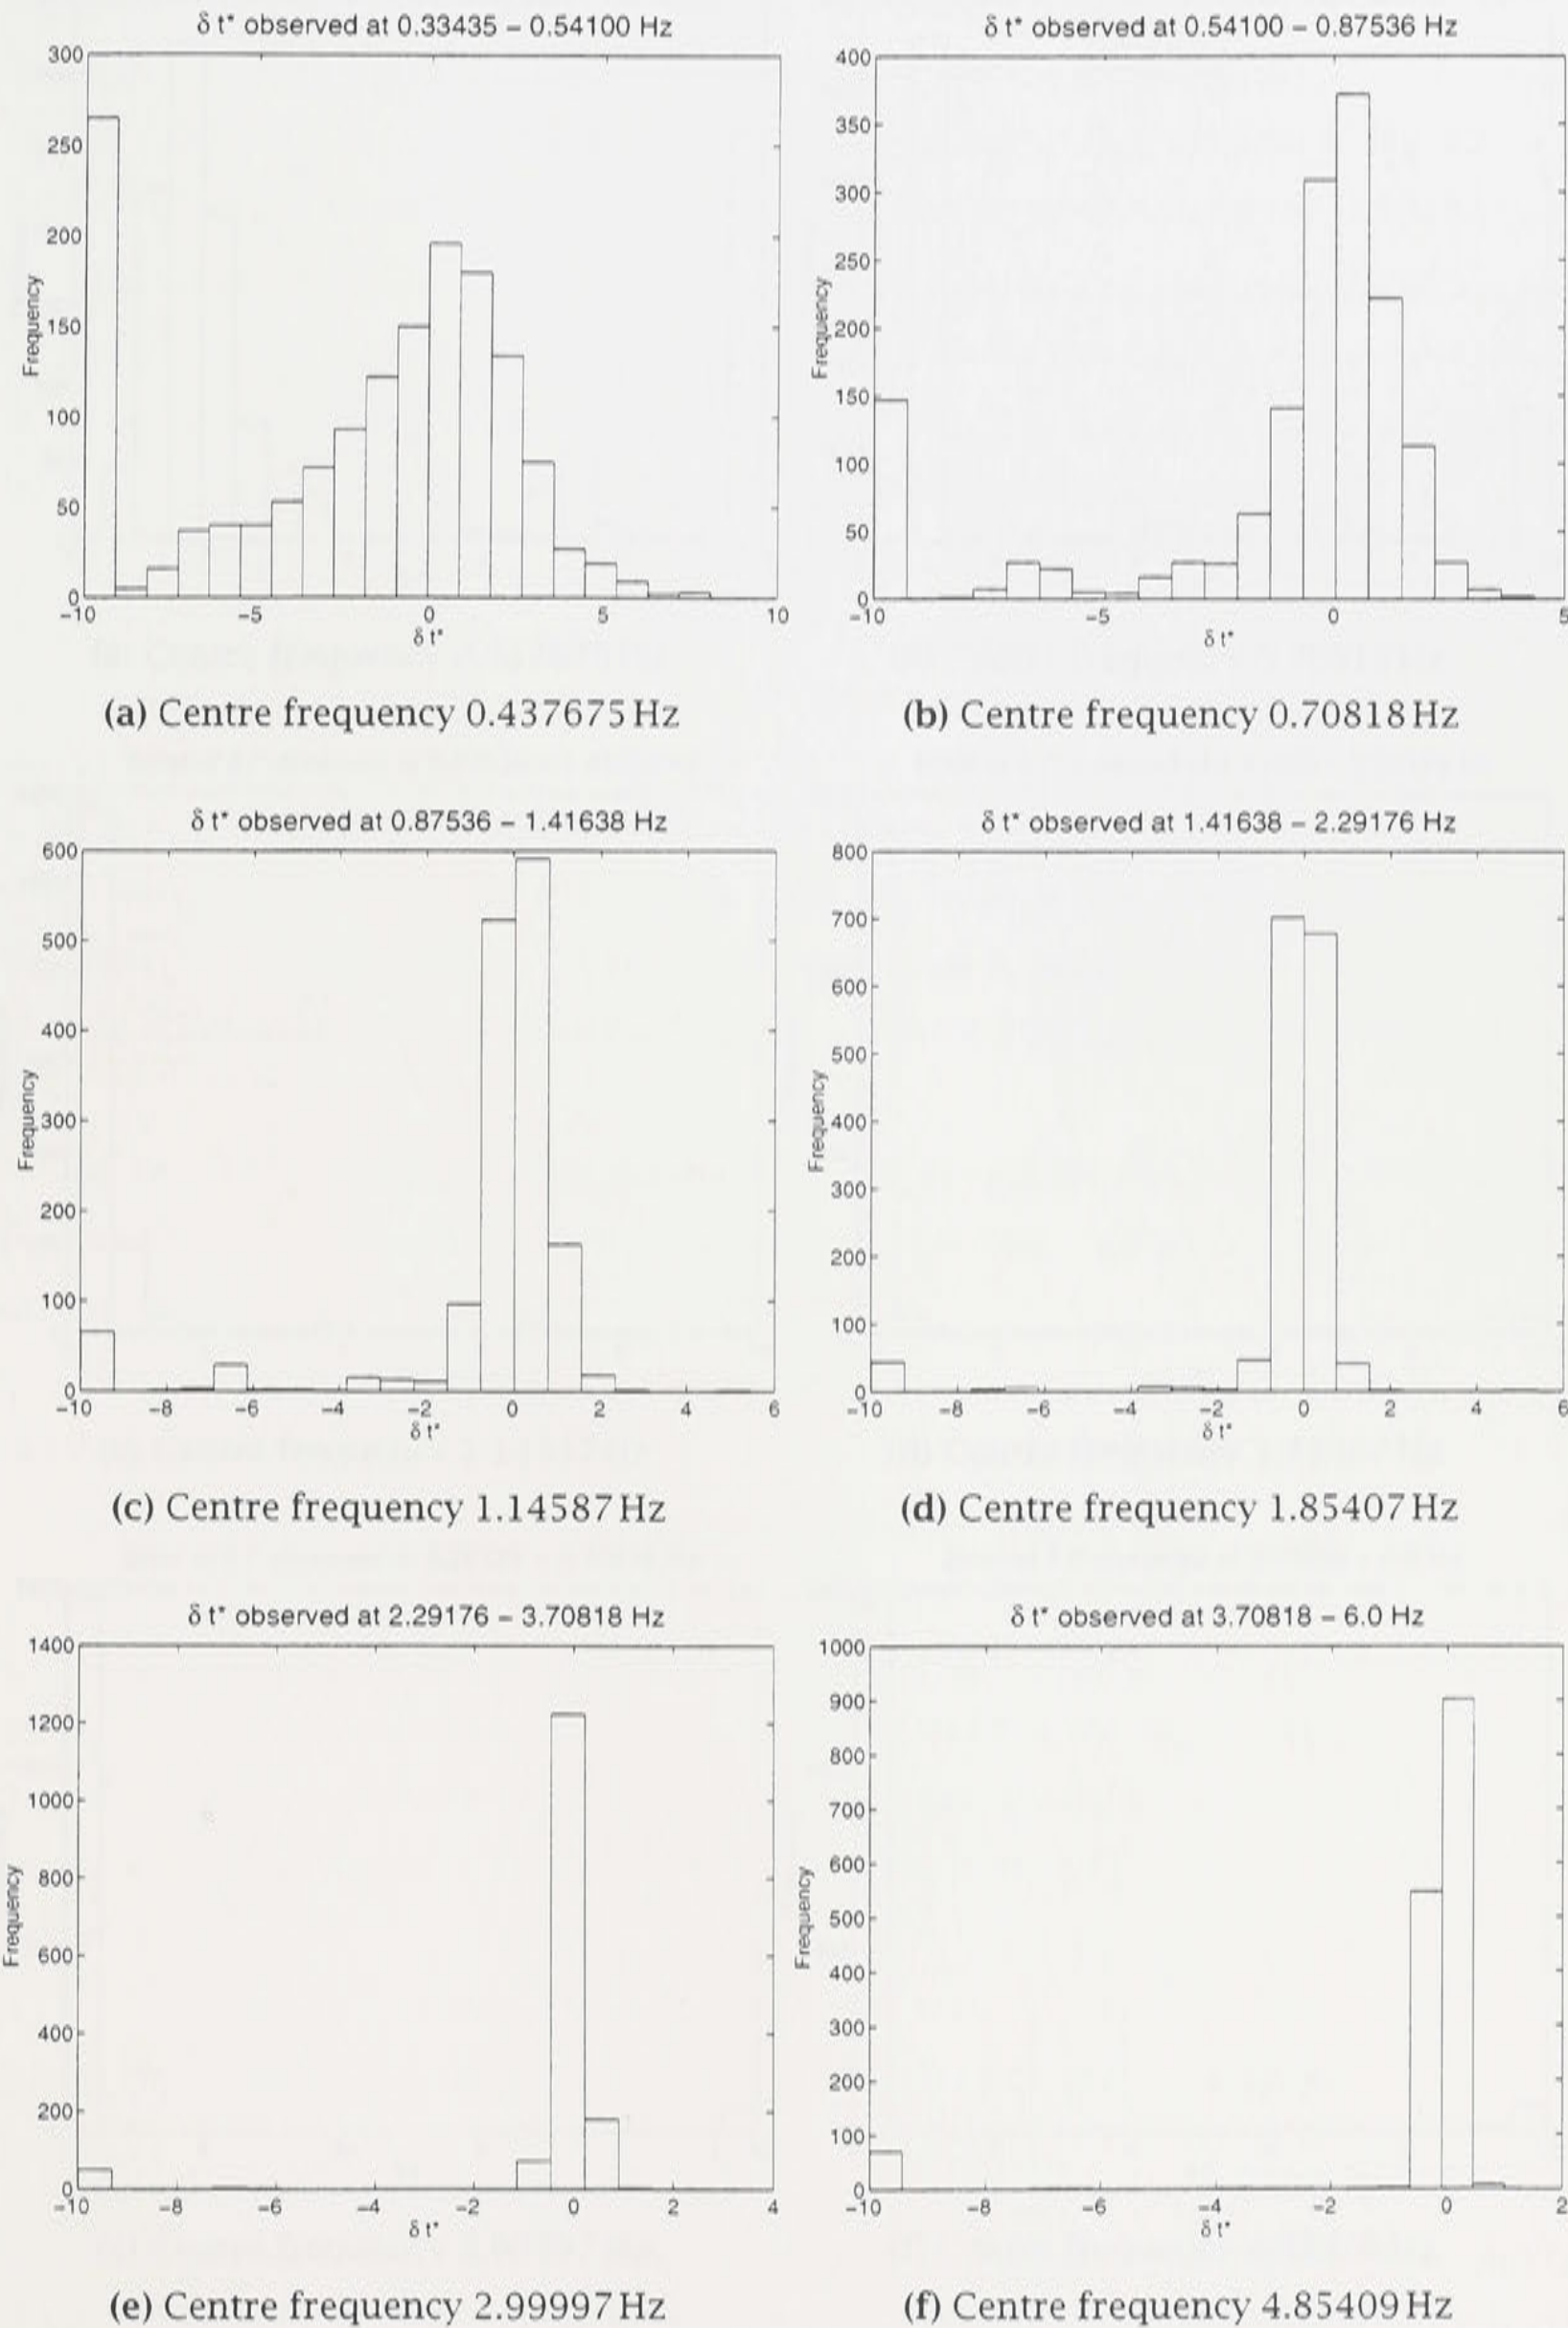 δ t* observed at 0.33435 – 0.54100 Hz
300
250
200
150
100
50
0
Frequency
−10 −5 0 5 10
δ t*
(a) Centre frequency 0.437675 Hz
δ t* observed at 0.54100 – 0.87536 Hz
400
350
300
250
200
150
100
50
0
Frequency
−10 −5 0 5
δ t*
(b) Centre frequency 0.70818 Hz
δ t* observed at 0.87536 – 1.41638 Hz
600
500
400
300
200
100
0
Frequency
−10 −8 −6 −4 −2 0 2 4 6
δ t*
(c) Centre frequency 1.14587 Hz
δ t* observed at 1.41638 – 2.29176 Hz
800
700
600
500
400
300
200
100
0
Frequency
−10 −8 −6 −4 −2 0 2 4 6
δ t*
(d) Centre frequency 1.85407 Hz
δ t* observed at 2.29176 – 3.70818 Hz
1400
1200
1000
800
600
400
200
0
Frequency
−10 −8 −6 −4 −2 0 2 4
δ t*
(e) Centre frequency 2.99997 Hz
δ t* observed at 3.70818 – 6.0 Hz
1000
900
800
700
600
500
400
300
200
100
0
Frequency
−10 −8 −6 −4 −2 0 2
δ t*
(f) Centre frequency 4.85409 Hz